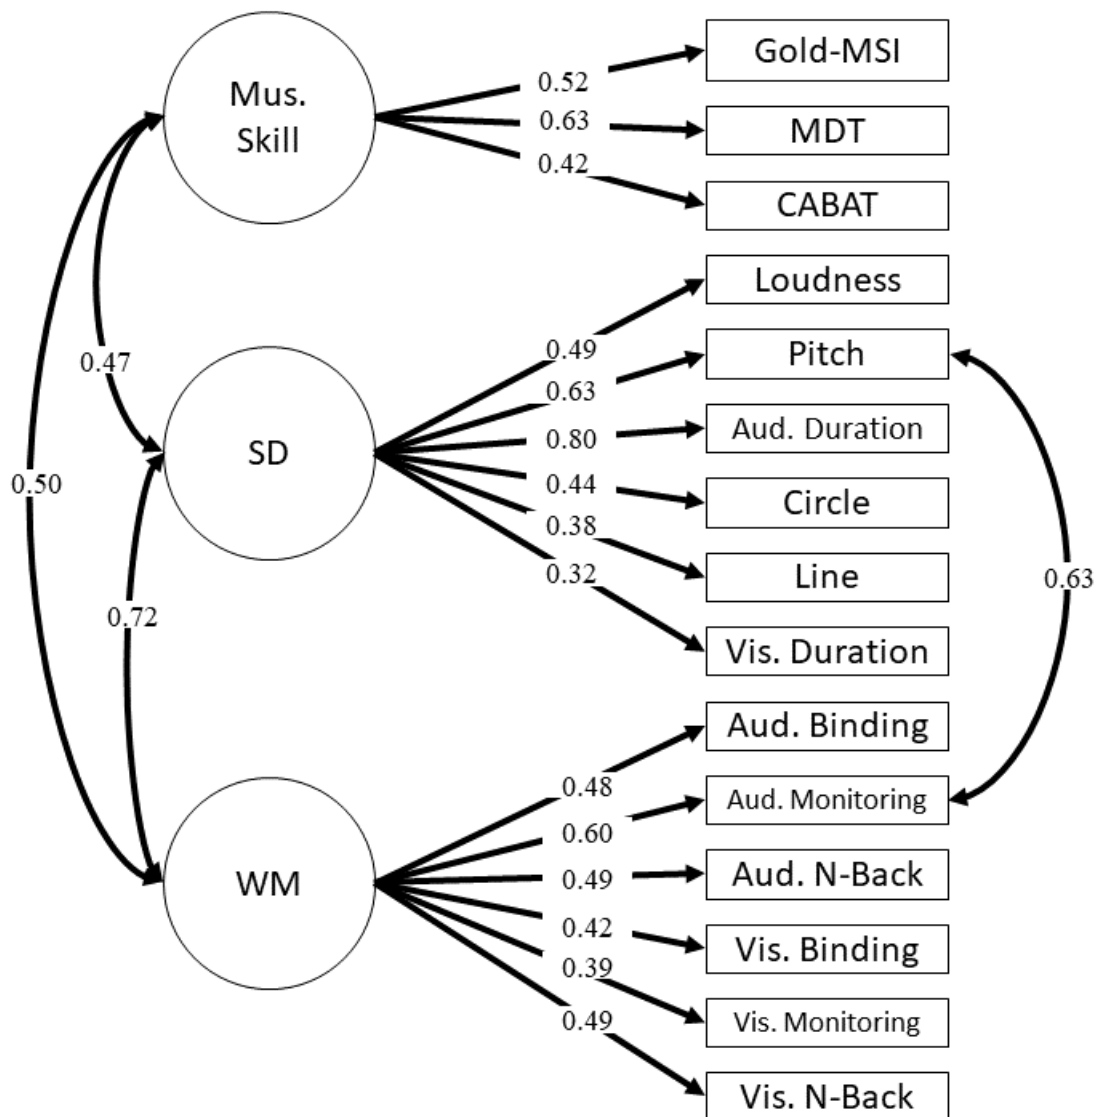 Mus.
Skill
0.52
0.63
0.42
Gold-MSI
MDT
CABAT
0.47
0.50
0.72
SD
0.49
0.63
0.80
0.44
0.38
0.32
Loudness
Pitch
Aud. Duration
Circle
Line
Vis. Duration
0.63
WM
0.48
0.60
0.49
0.42
0.39
0.49
Aud. Binding
Aud. Monitoring
Aud. N-Back
Vis. Binding
Vis. Monitoring
Vis. N-Back